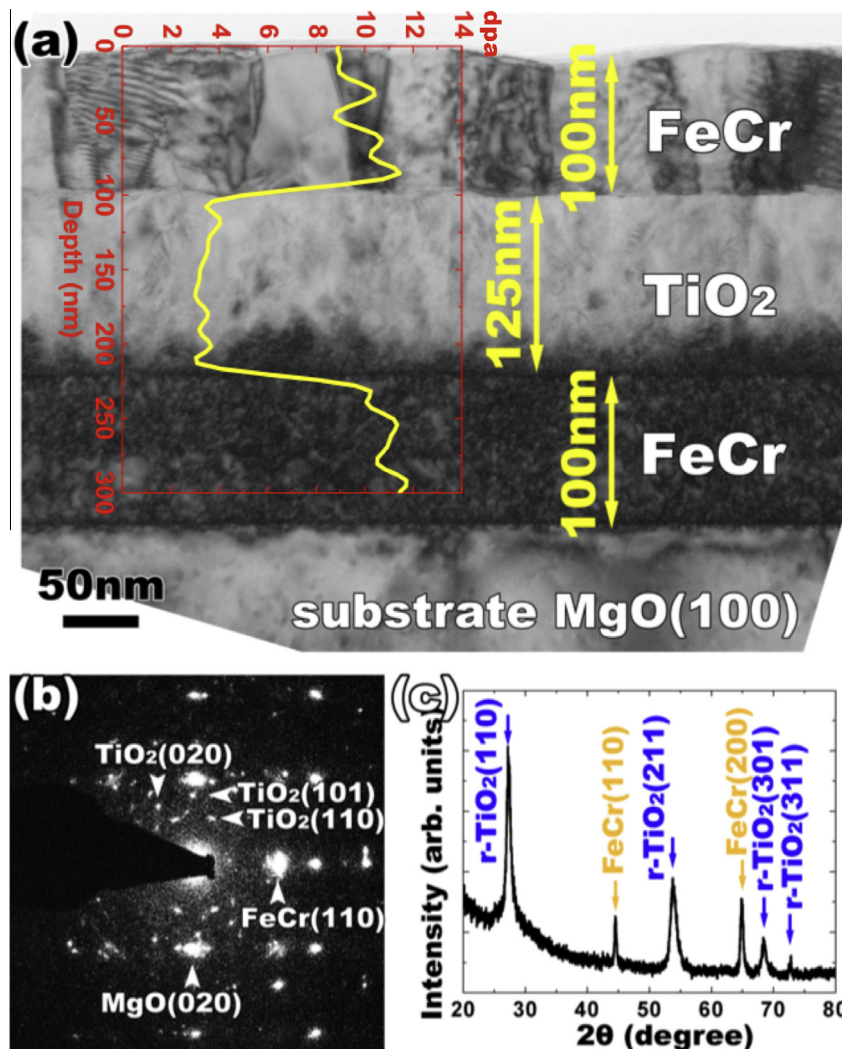 (a)
0 2 4 6 8 10 12 14
dpa
0
50
100
150
200
250
300
Depth (nm)
100nm
FeCr
125nm
TiO2
100nm
FeCr
50nm
substrate MgO(100)
(b)
TiO2(020)
TiO2(101)
TiO2(110)
FeCr(110)
MgO(020)
(c)
Intensity (arb. units)
r-TiO2(110)
FeCr(110)
r-TiO2(211)
FeCr(200)
r-TiO2(301)
r-TiO2(311)
20 30 40 50 60 70 80
2θ (degree)